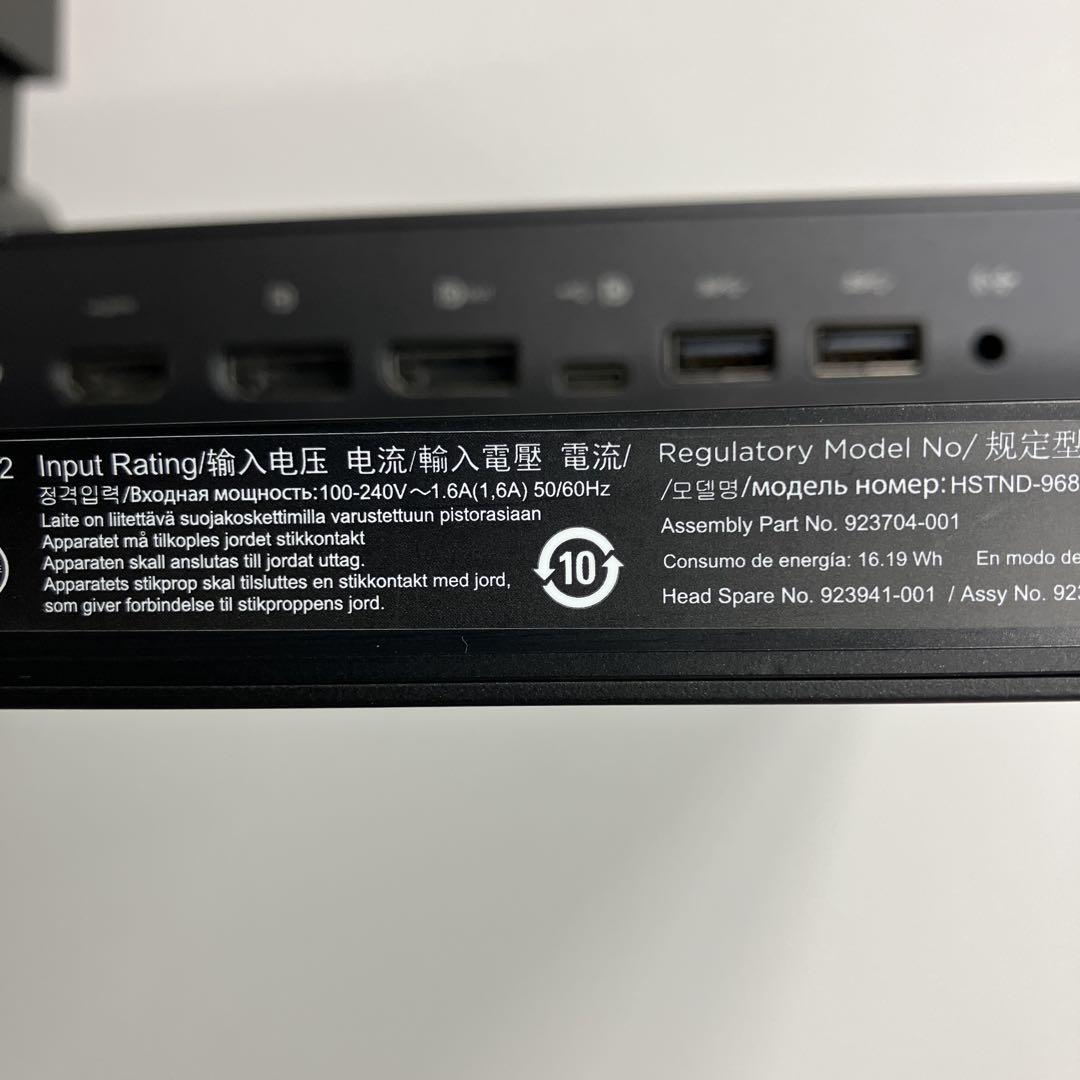 2
Input Rating/输入电压 电流/輸入電壓 電流/
정격입력/Входная мощность:100-240V～1.6A(1,6A) 50/60Hz
Laite on liitettävä suojakoskettimilla varustettuun pistorasiaan
Apparatet må tilkoples jordet stikkontakt
Apparaten skall anslutas till jordat uttag.
Apparatets stikprop skal tilsluttes en stikkontakt med jord,
som giver forbindelse til stikproppens jord.
10
Regulatory Model No/ 规定型
/모델명/модель номер: HSTND-968
Assembly Part No. 923704-001
Consumo de energía: 16.19 Wh En modo de
Head Spare No. 923941-001 / Assy No. 923